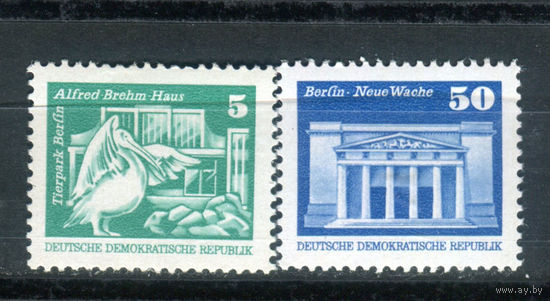 Alfred-Brehm-Haus
5
Tierpark Berlin
DEUTSCHE DEMOKRATISCHE REPUBLIK
Berlin · Neue Wache
50
DEUTSCHE DEMOKRATISCHE REPUBLIK
www.ay.by